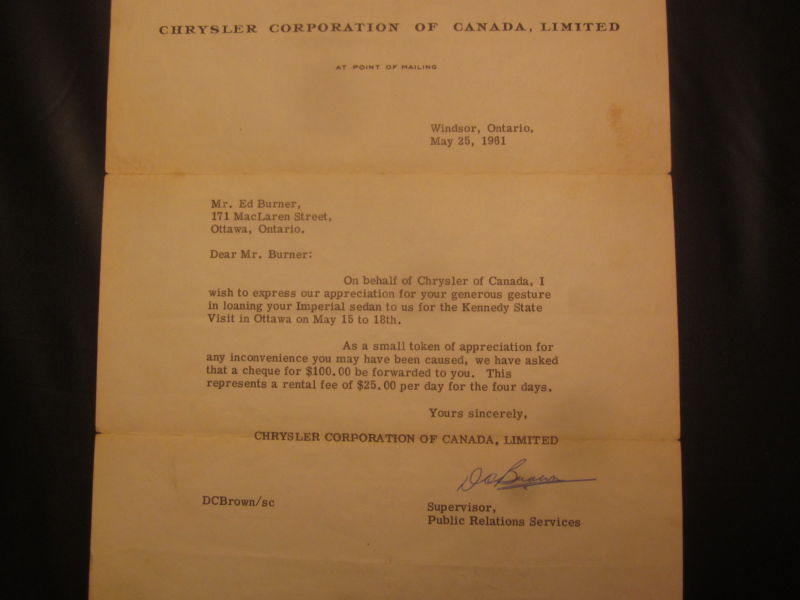 CHRYSLER CORPORATION OF CANADA, LIMITED
AT POINT OF MAILING
Windsor, Ontario,
May 25, 1961
Mr. Ed Burner,
171 MacLaren Street,
Ottawa, Ontario.
Dear Mr. Burner:
On behalf of Chrysler of Canada, I
wish to express our appreciation for your generous gesture
in loaning your Imperial sedan to us for the Kennedy State
Visit in Ottawa on May 15 to 18th.
As a small token of appreciation for
any inconvenience you may have been caused, we have asked
that a cheque for $100.00 be forwarded to you. This
represents a rental fee of $25.00 per day for the four days.
Yours sincerely,
CHRYSLER CORPORATION OF CANADA, LIMITED
DCBrown
DCBrown/sc
Supervisor,
Public Relations Services